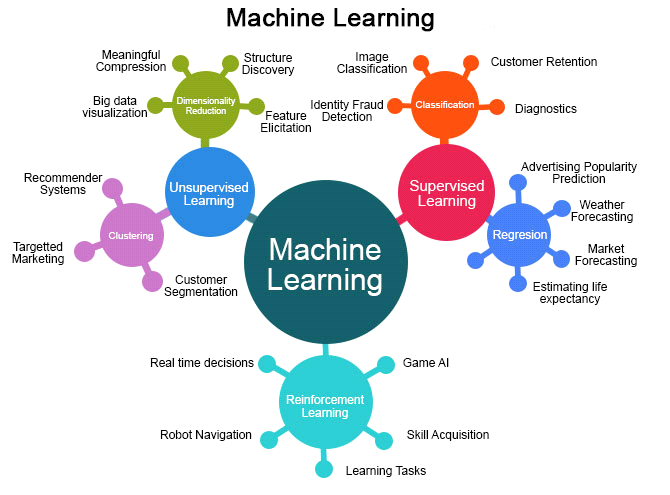 Machine Learning
Meaningful
Compression
Structure
Discovery
Big data
visualization
Dimensionality
Reduction
Feature
Elicitation
Image
Classification
Customer Retention
Identity Fraud
Detection
Classification
Diagnostics
Recommender
Systems
Unsupervised
Learning
Clustering
Targetted
Marketing
Customer
Segmentation
Machine
Learning
Supervised
Learning
Advertising Popularity
Prediction
Weather
Forecasting
Regresion
Market
Forecasting
Estimating life
expectancy
Real time decisions
Game AI
Reinforcement
Learning
Robot Navigation
Skill Acquisition
Learning Tasks